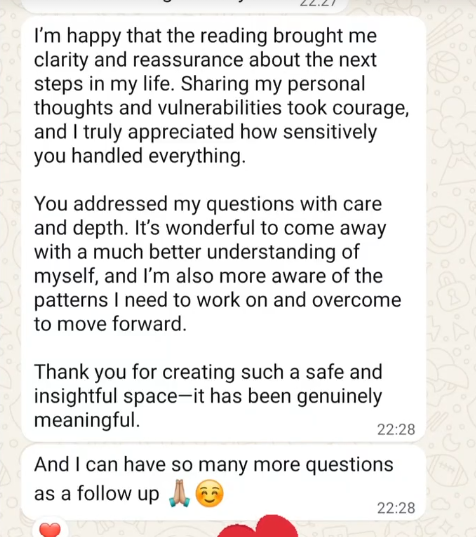 22:27
I'm happy that the reading brought me
clarity and reassurance about the next
steps in my life. Sharing my personal
thoughts and vulnerabilities took courage,
and I truly appreciated how sensitively
you handled everything.
You addressed my questions with care
and depth. It's wonderful to come away
with a much better understanding of
myself, and I'm also more aware of the
patterns I need to work on and overcome
to move forward.
Thank you for creating such a safe and
insightful space—it has been genuinely
meaningful.
22:28
And I can have so many more questions
as a follow up 🙏🏼☺️
22:28